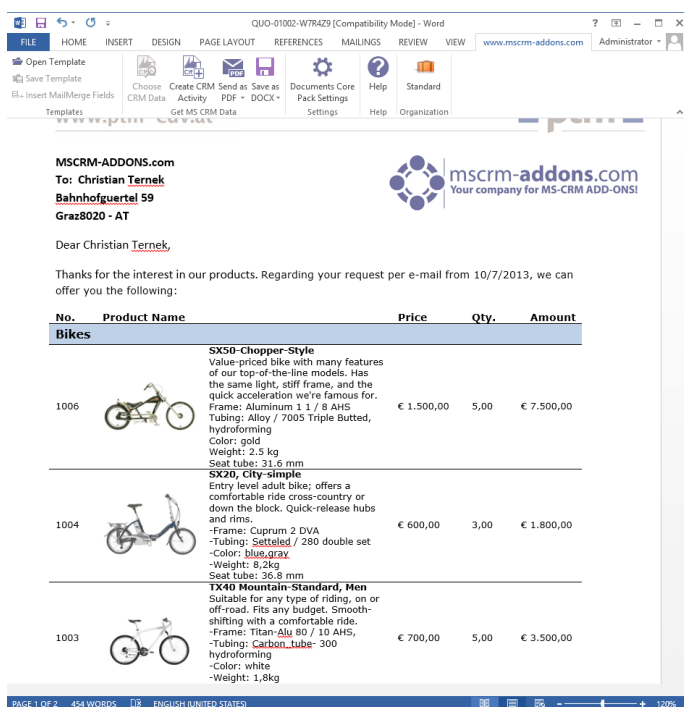 QUO-01002-W7R4Z9 [Compatibility Mode] - Word
FILE HOME INSERT DESIGN PAGE LAYOUT REFERENCES MAILINGS REVIEW VIEW www.mscrm-addons.com Administrator
Open Template
Save Template
Insert MailMerge Fields
Templates
Choose CRM Data
Create CRM Activity
Send as PDF
Save as DOCX
Get MS CRM Data
Documents Core Pack Settings
Settings
Help
Help
Standard
Organization
MSCRM-ADDONS.com
To: Christian Ternek
Bahnhofguertel 59
Graz8020 - AT
mscrm-addons.com
Your company for MS-CRM ADD-ONS!
Dear Christian Ternek,
Thanks for the interest in our products. Regarding your request per e-mail from 10/7/2013, we can
offer you the following:
No. Product Name Price Qty. Amount
Bikes
SX50-Chopper-Style
Value-priced bike with many features
of our top-of-the-line models. Has
the same light, stiff frame, and the
quick acceleration we're famous for.
1006 Frame: Aluminum 1 1 / 8 AHS € 1.500,00 5,00 € 7.500,00
Tubing: Alloy / 7005 Triple Butted,
hydroforming
Color: gold
Weight: 2.5 kg
Seat tube: 31.6 mm
SX20, City-simple
Entry level adult bike; offers a
comfortable ride cross-country or
down the block. Quick-release hubs
and rims.
1004 -Frame: Cuprum 2 DVA € 600,00 3,00 € 1.800,00
-Tubing: Setteled / 280 double set
-Color: blue,gray
-Weight: 8,2kg
Seat tube: 36.8 mm
TX40 Mountain-Standard, Men
Suitable for any type of riding, on or
off-road. Fits any budget. Smooth-
shifting with a comfortable ride.
1003 -Frame: Titan-Alu 80 / 10 AHS, € 700,00 5,00 € 3.500,00
-Tubing: Carbon_tube- 300
hydroforming
-Color: white
-Weight: 1,8kg
PAGE 1 OF 2 454 WORDS ENGLISH (UNITED STATES) 120%